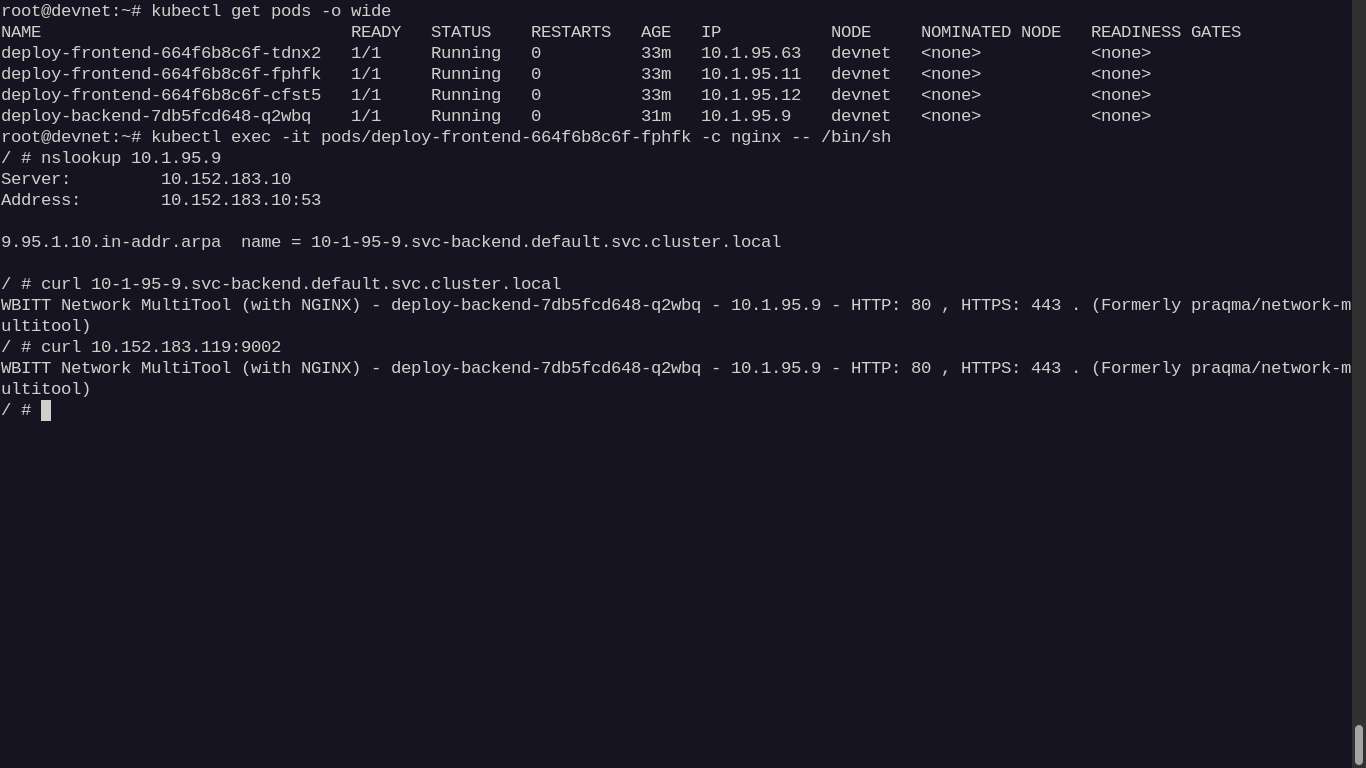 root@devnet:~# kubectl get pods -o wide
NAME                               READY   STATUS    RESTARTS   AGE   IP           NODE     NOMINATED NODE   READINESS GATES
deploy-frontend-664f6b8c6f-tdnx2   1/1     Running   0          33m   10.1.95.63   devnet   <none>           <none>
deploy-frontend-664f6b8c6f-fphfk   1/1     Running   0          33m   10.1.95.11   devnet   <none>           <none>
deploy-frontend-664f6b8c6f-cfst5   1/1     Running   0          33m   10.1.95.12   devnet   <none>           <none>
deploy-backend-7db5fcd648-q2wbq    1/1     Running   0          31m   10.1.95.9    devnet   <none>           <none>
root@devnet:~# kubectl exec -it pods/deploy-frontend-664f6b8c6f-fphfk -c nginx -- /bin/sh
/ # nslookup 10.1.95.9
Server:         10.152.183.10
Address:        10.152.183.10:53

9.95.1.10.in-addr.arpa  name = 10-1-95-9.svc-backend.default.svc.cluster.local

/ # curl 10-1-95-9.svc-backend.default.svc.cluster.local
WBITT Network MultiTool (with NGINX) - deploy-backend-7db5fcd648-q2wbq - 10.1.95.9 - HTTP: 80 , HTTPS: 443 . (Formerly praqma/network-m
ultitool)
/ # curl 10.152.183.119:9002
WBITT Network MultiTool (with NGINX) - deploy-backend-7db5fcd648-q2wbq - 10.1.95.9 - HTTP: 80 , HTTPS: 443 . (Formerly praqma/network-m
ultitool)
/ #